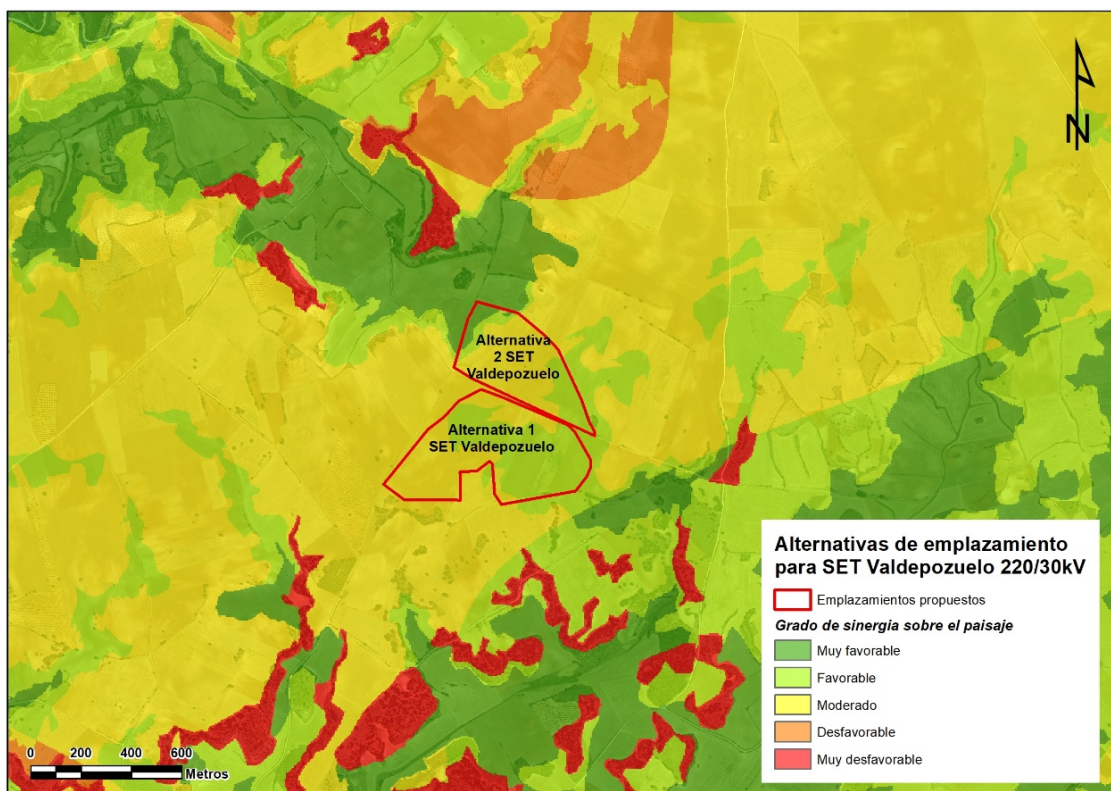 N
Alternativa
2 SET
Valdepozuelo
Alternativa 1
SET Valdepozuelo
Alternativas de emplazamiento
para SET Valdepozuelo 220/30kV
Emplazamientos propuestos
Grado de sinergia sobre el paisaje
Muy favorable
Favorable
Moderado
Desfavorable
Muy desfavorable
0 200 400 600
Metros